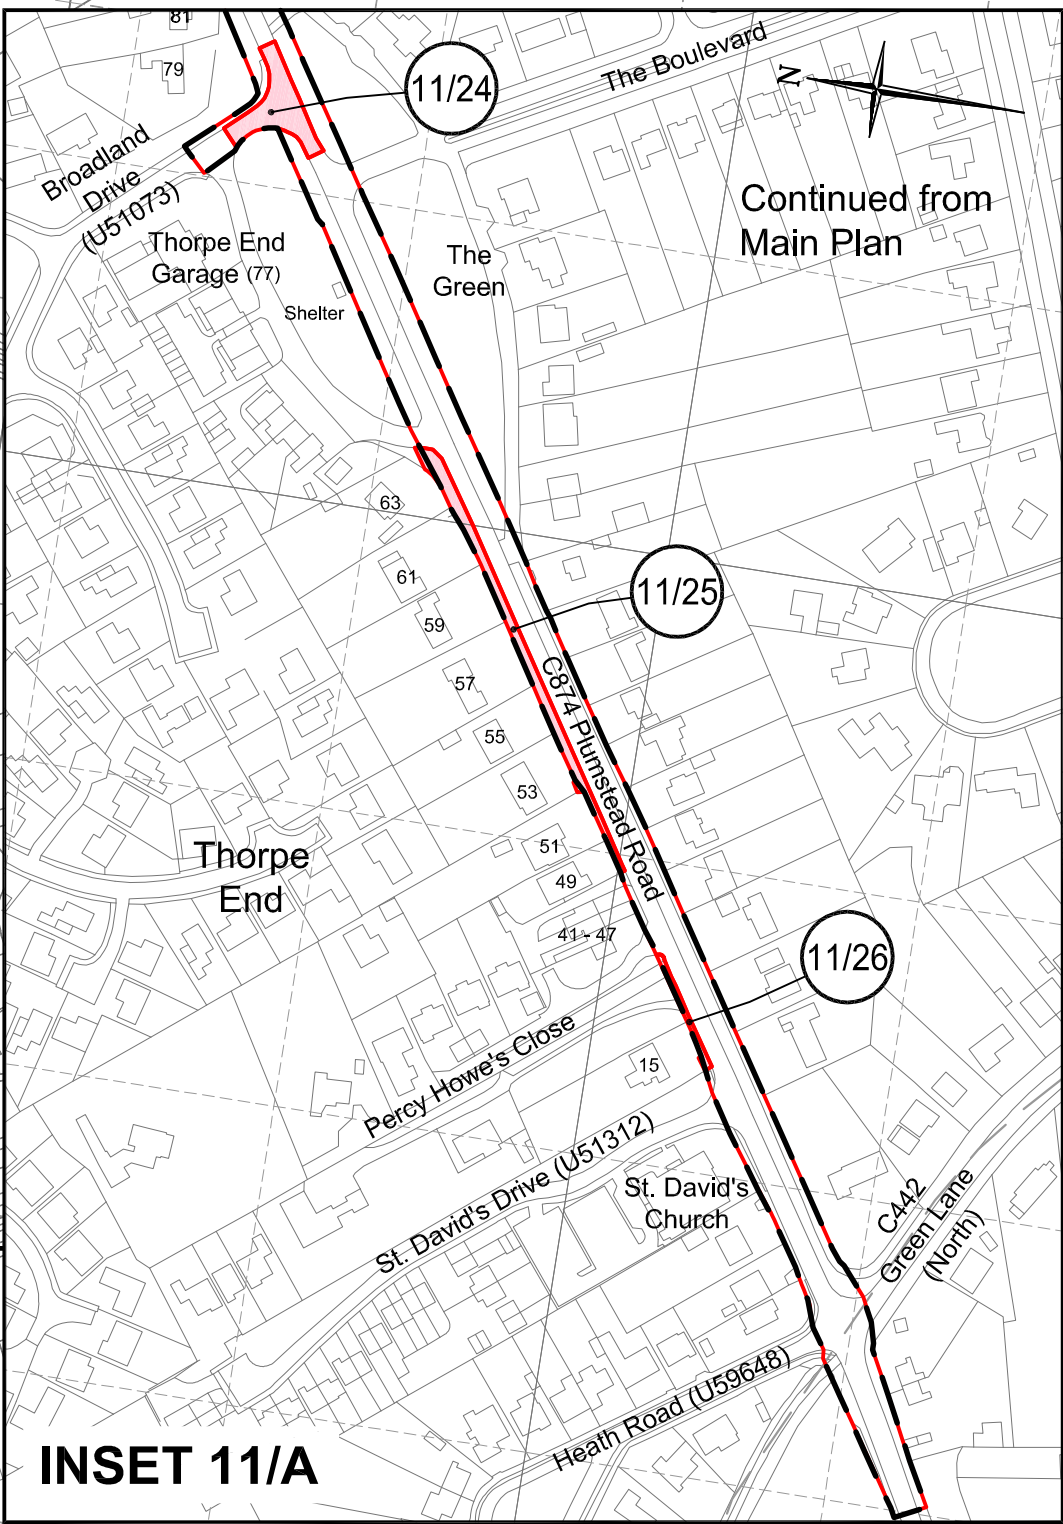 81
79
11/24
The Boulevard
N
Broadland
Drive
(U51073)
Continued from
Main Plan
Thorpe End
Garage (77)
The
Green
Shelter
63
61
11/25
59
57
C874 Plumstead Road
55
53
51
Thorpe
End
49
41 - 47
11/26
Percy Howe's Close
15
St. David's Drive (U51312)
St. David's
Church
C442
Green Lane
(North)
Heath Road (U59648)
INSET 11/A